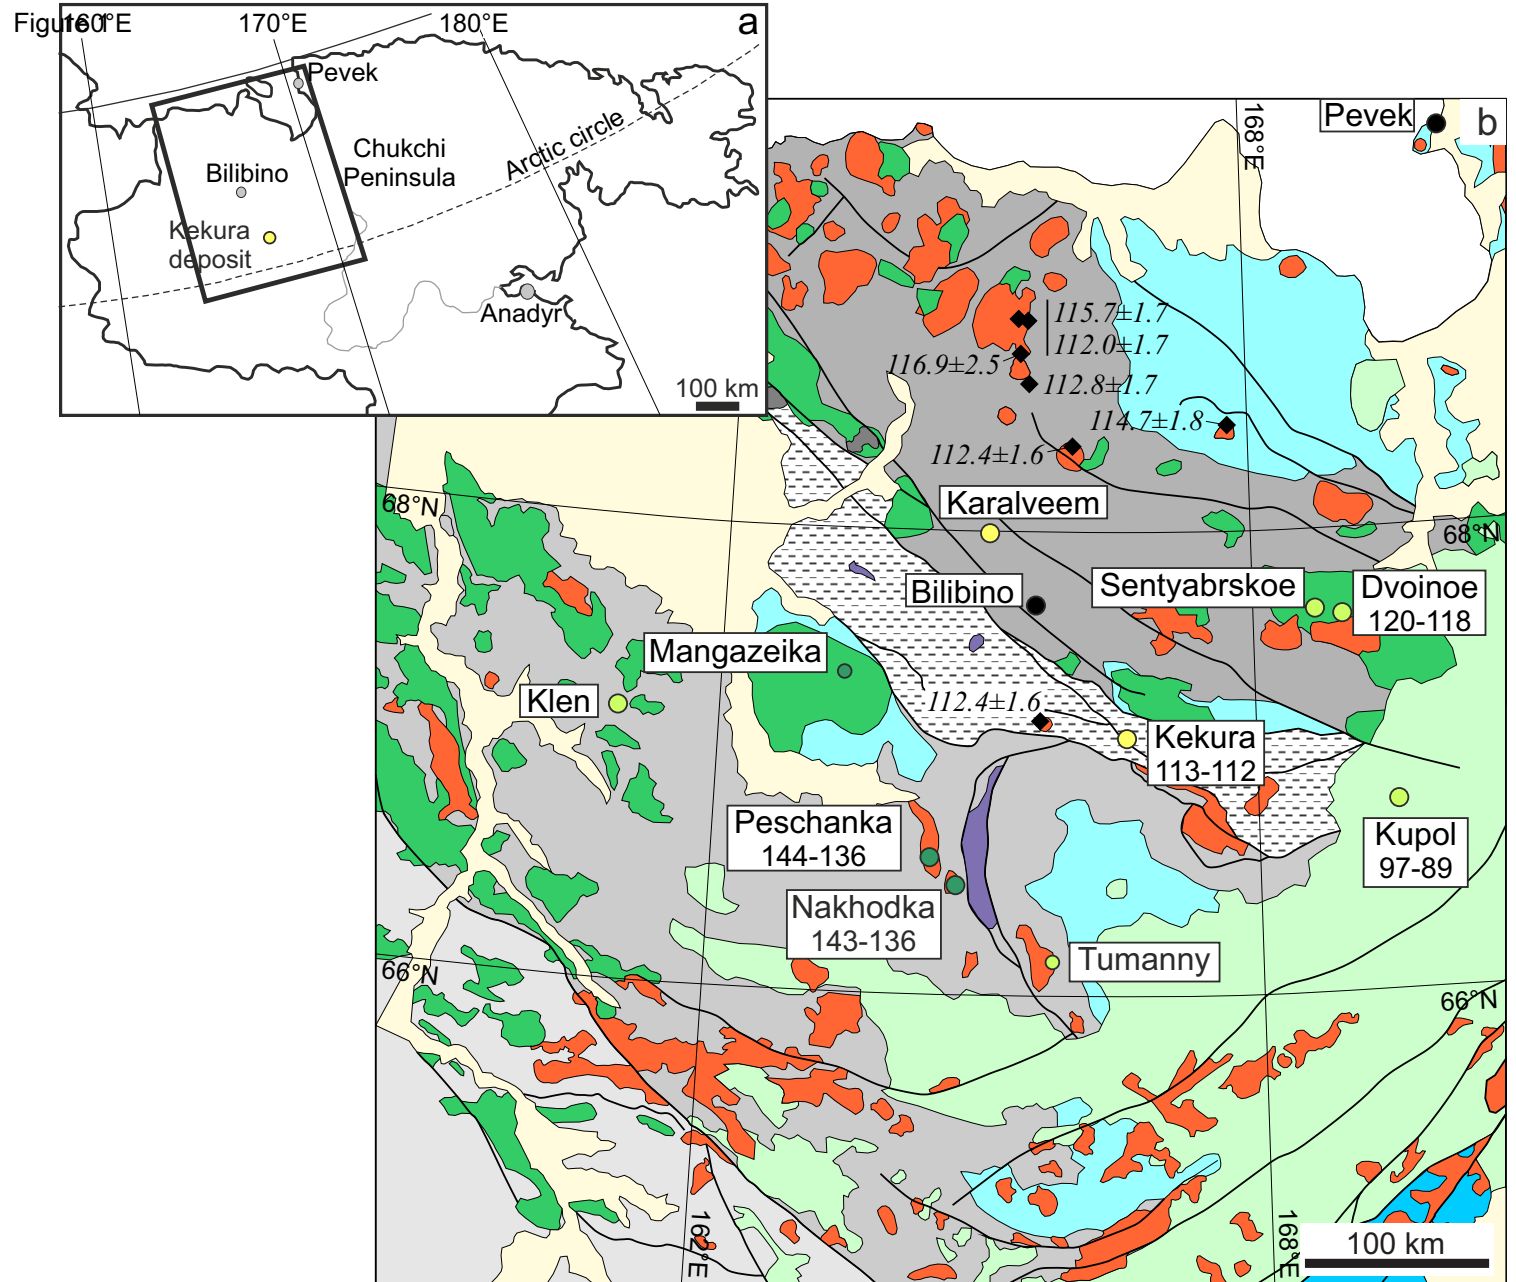 Figure 1
160°E
170°E
180°E
a
Pevek
Chukchi
Peninsula
Arctic circle
Bilibino
Kekura
deposit
Anadyr
100 km
168°E
Pevek
b
115.7±1.7
112.0±1.7
116.9±2.5
112.8±1.7
114.7±1.8
112.4±1.6
68°N
Karalveem
68°N
Bilibino
Sentyabrskoe
Dvoinoe
120-118
Mangazeika
Klen
112.4±1.6
Kekura
113-112
Peschanka
144-136
Kupol
97-89
Nakhodka
143-136
Tumanny
66°N
66°N
162°E
168°E
100 km